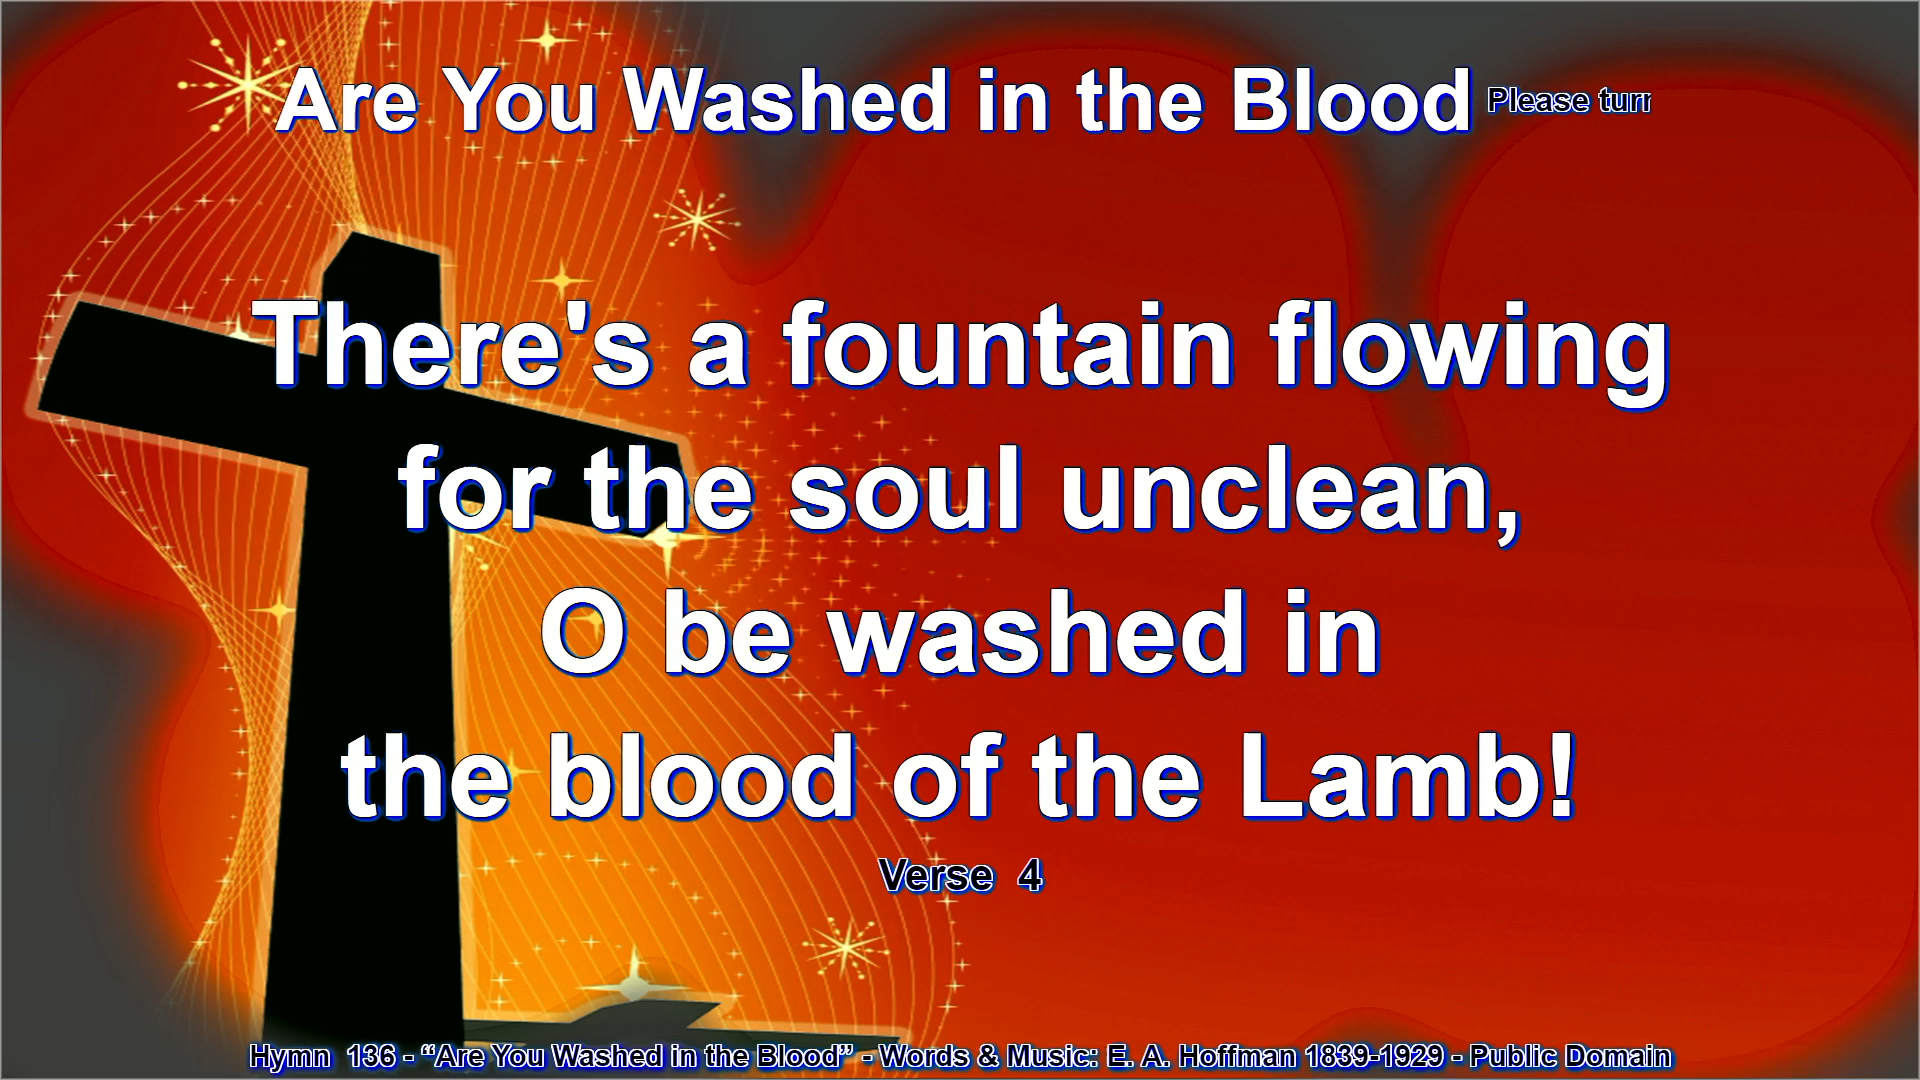 Are You Washed in the Blood Please turn
There's a fountain flowing
for the soul unclean,
O be washed in
the blood of the Lamb!
Verse 4
Hymn 136 - “Are You Washed in the Blood” - Words & Music: E. A. Hoffman 1839-1929 - Public Domain